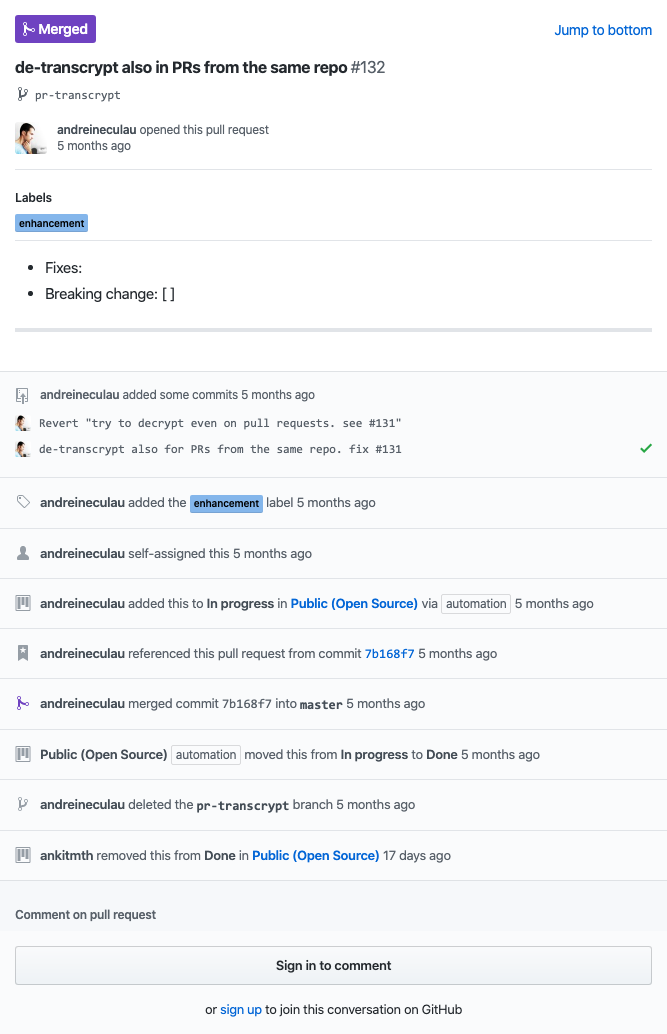 Merged
Jump to bottom
de-transcrypt also in PRs from the same repo #132
pr-transcrypt
andreineculau opened this pull request
5 months ago
Labels
enhancement
• Fixes:
• Breaking change: [ ]
andreineculau added some commits 5 months ago
Revert "try to decrypt even on pull requests. see #131"
de-transcrypt also for PRs from the same repo. fix #131
andreineculau added the enhancement label 5 months ago
andreineculau self-assigned this 5 months ago
andreineculau added this to In progress in Public (Open Source) via automation 5 months ago
andreineculau referenced this pull request from commit 7b168f7 5 months ago
andreineculau merged commit 7b168f7 into master 5 months ago
Public (Open Source) automation moved this from In progress to Done 5 months ago
andreineculau deleted the pr-transcrypt branch 5 months ago
ankitmth removed this from Done in Public (Open Source) 17 days ago
Comment on pull request
Sign in to comment
or sign up to join this conversation on GitHub